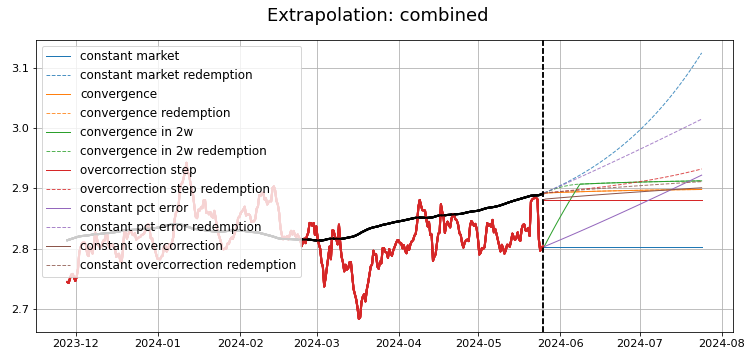 Extrapolation: combined
3.1
3.0
2.9
2.8
2.7
constant market
constant market redemption
convergence
convergence redemption
convergence in 2w
convergence in 2w redemption
overcorrection step
overcorrection step redemption
constant pct error
constant pct error redemption
constant overcorrection
constant overcorrection redemption
2023-12 2024-01 2024-02 2024-03 2024-04 2024-05 2024-06 2024-07 2024-08